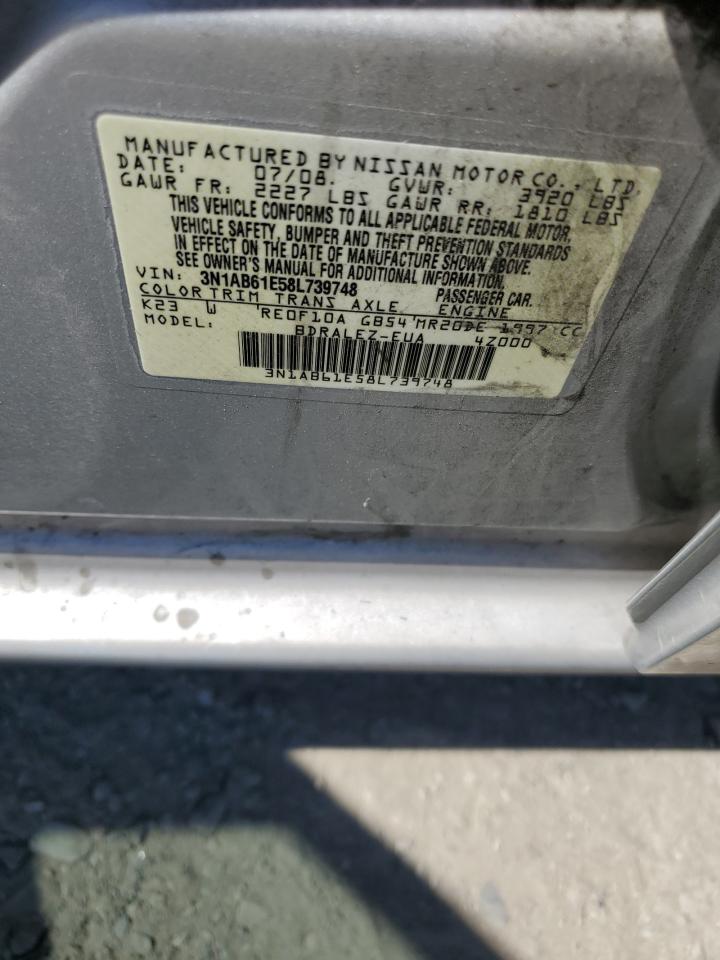 MANUFACTURED BY NISSAN MOTOR CO., LTD.
DATE: 07/08. GVWR: 3920 LBS
GAWR FR: 2227 LBS GAWR RR: 1810 LBS
THIS VEHICLE CONFORMS TO ALL APPLICABLE FEDERAL MOTOR
VEHICLE SAFETY, BUMPER AND THEFT PREVENTION STANDARDS
IN EFFECT ON THE DATE OF MANUFACTURE SHOWN ABOVE.
SEE OWNER'S MANUAL FOR ADDITIONAL INFORMATION.
VIN: 3N1AB61E58L739748 PASSENGER CAR.
COLOR TRIM TRANS AXLE ENGINE
K23 W RE0F10A GB54 MR20DE 1997 CC
MODEL: BDRALEZ-EUA 4Z000
3N1AB61E58L739748